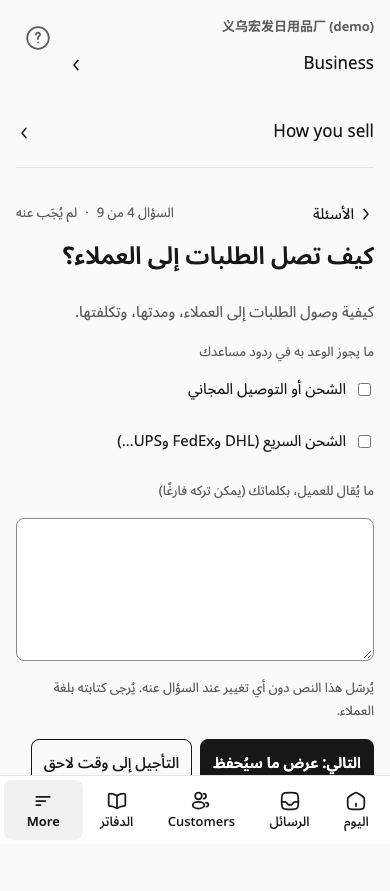 义乌宏发日用品厂 (demo)
Business
How you sell
الأسئلة
السؤال 4 من 9 · لم يُجَب عنه
كيف تصل الطلبات إلى العملاء؟
كيفية وصول الطلبات إلى العملاء، ومدتها، وتكلفتها.
ما يجوز الوعد به في ردود مساعدك
الشحن أو التوصيل المجاني
الشحن السريع (DHL وFedEx وUPS…)
ما يُقال للعميل، بكلماتك (يمكن تركه فارغًا)
يُرسَل هذا النص دون أي تغيير عند السؤال عنه. يُرجى كتابته بلغة
العملاء.
التالي: عرض ما سيُحفظ
التأجيل إلى وقت لاحق
اليوم
الرسائل
Customers
الدفاتر
More